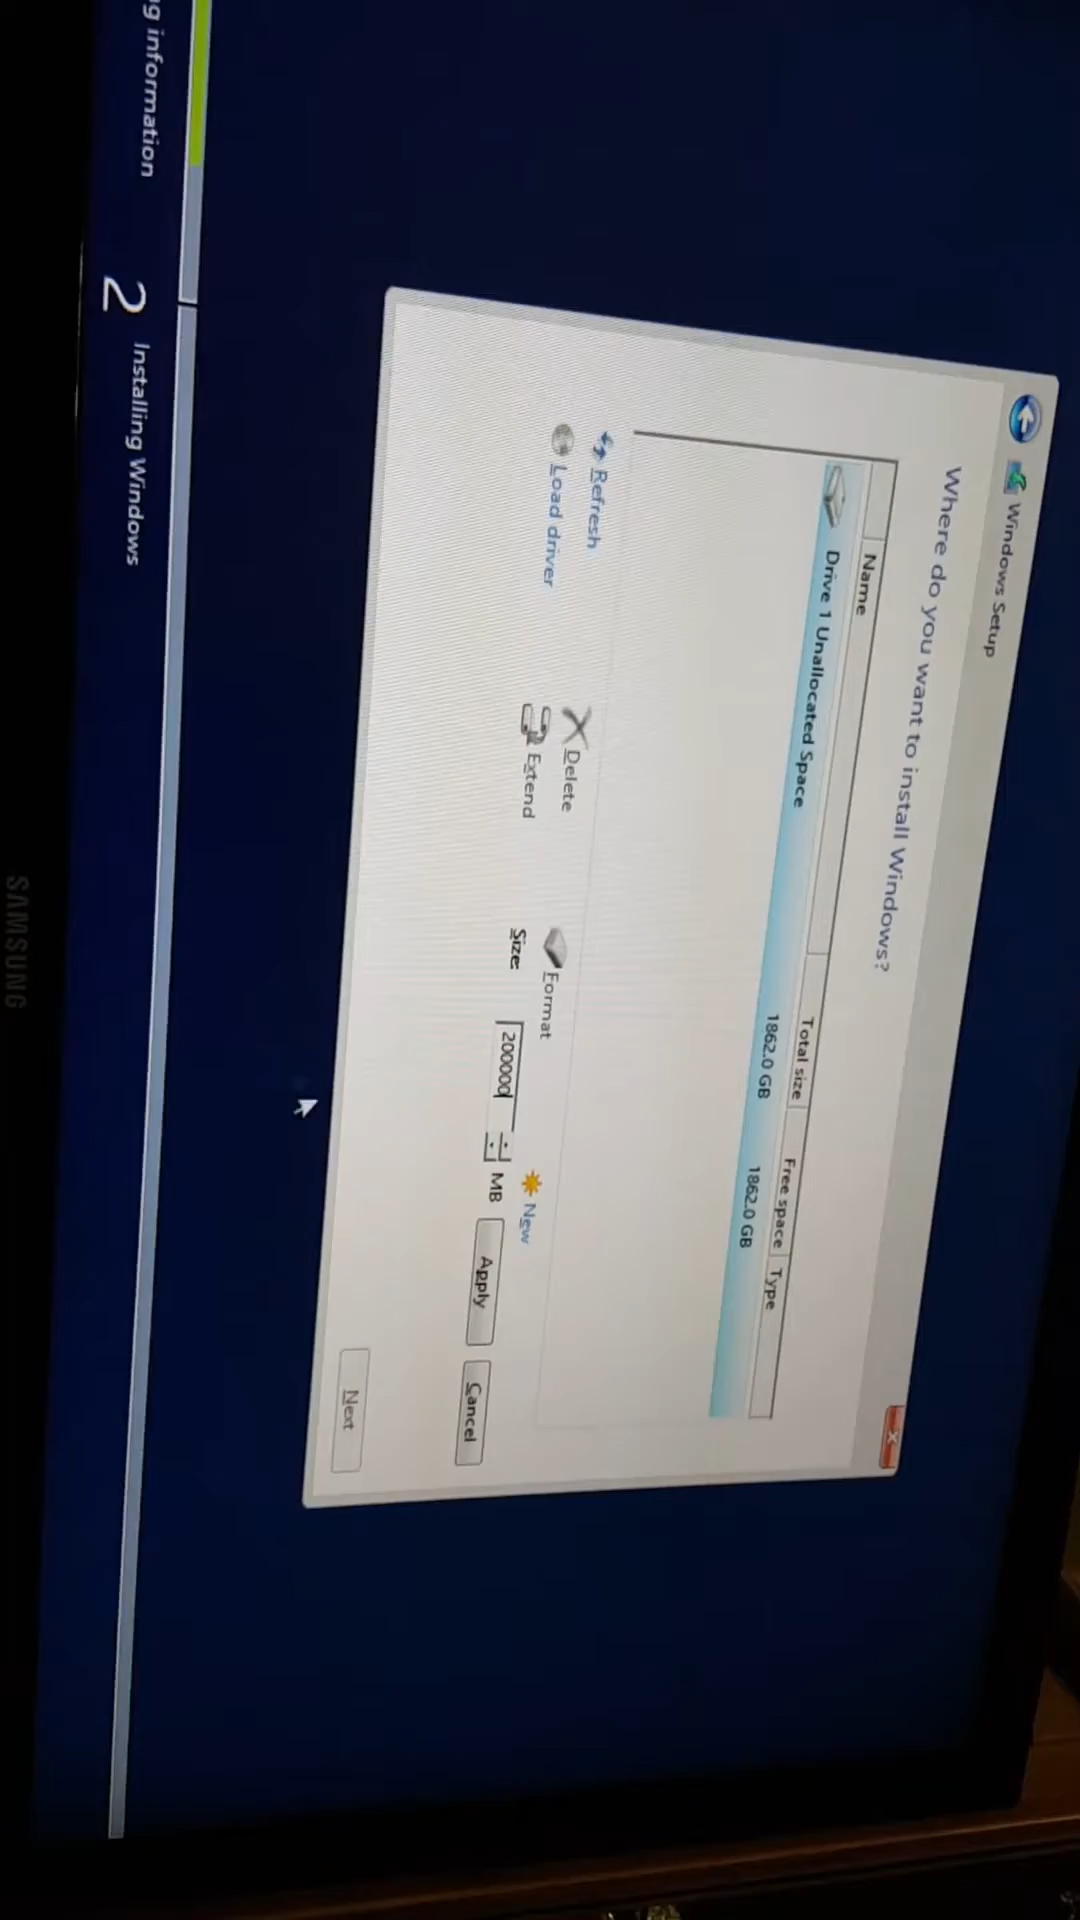 Windows Setup
Where do you want to install Windows?
Name Total size Free space Type
Drive 1 Unallocated Space 1862.0 GB 1862.0 GB
Refresh Delete Format New
Load driver Extend Size: 200000 MB Apply Cancel
Next
g information 2 Installing Windows
SAMSUNG